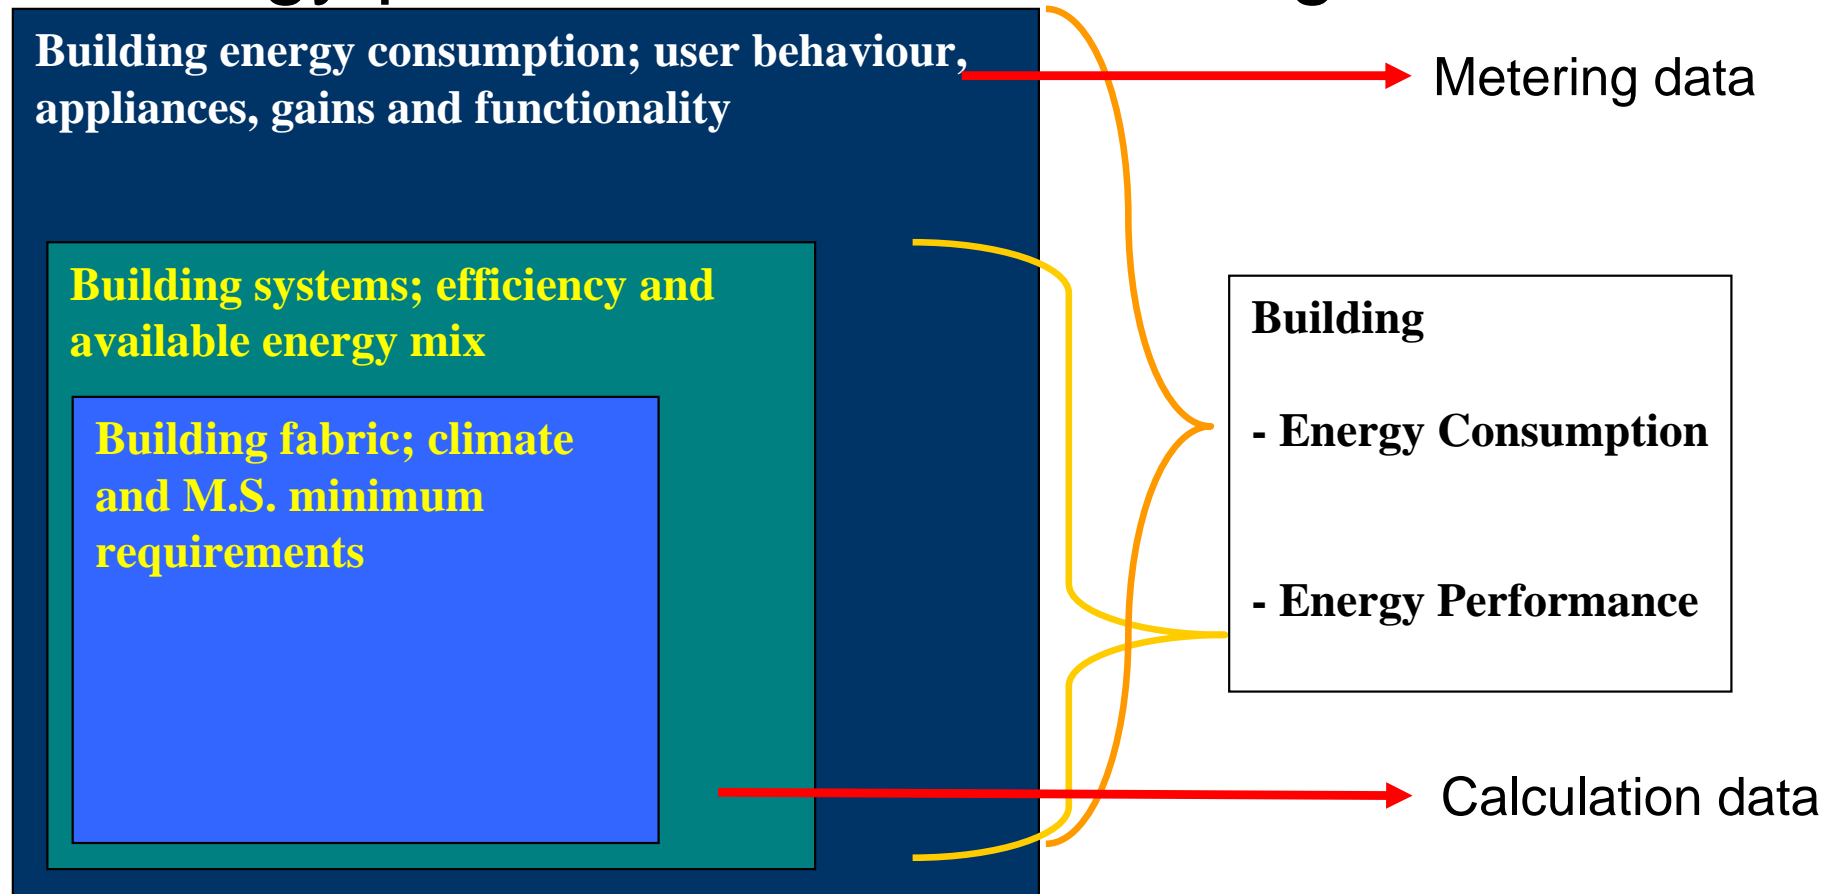 Building energy consumption; user behaviour,
appliances, gains and functionality
Metering data
Building systems; efficiency and
available energy mix
Building fabric; climate
and M.S. minimum
requirements
Building
- Energy Consumption
- Energy Performance
Calculation data